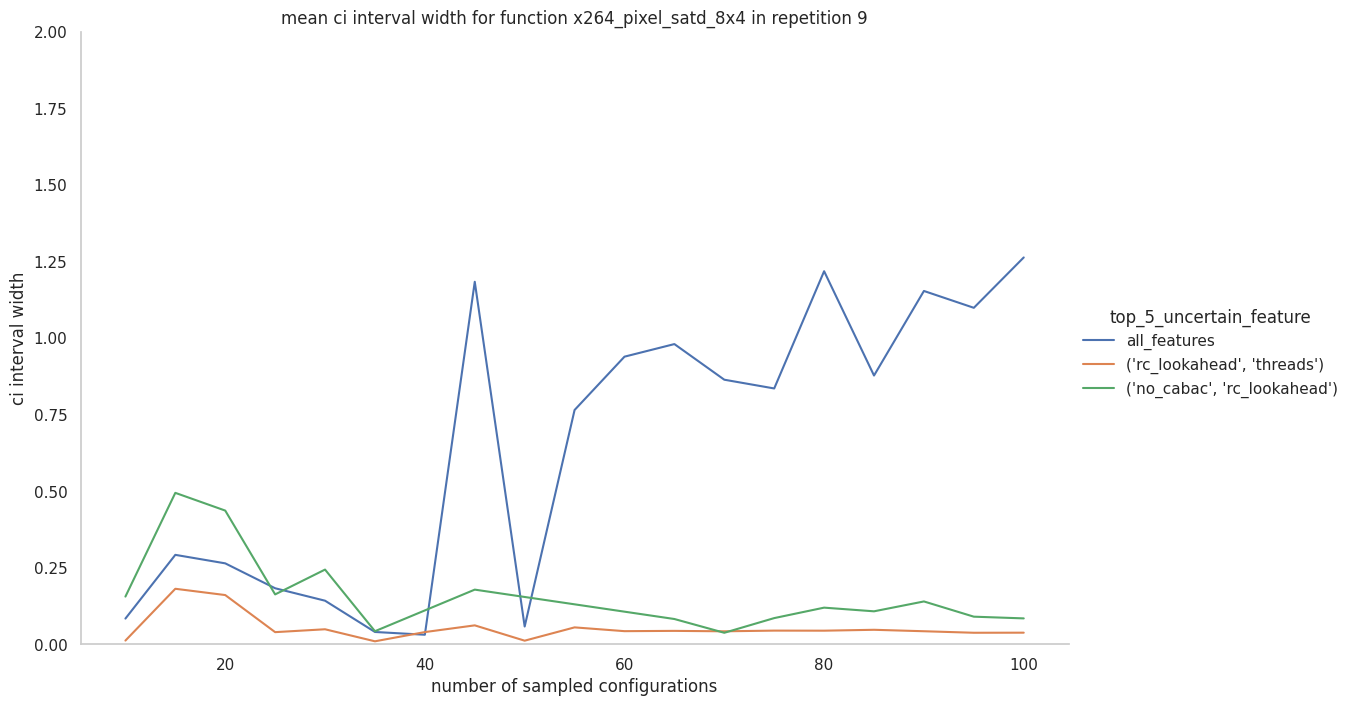 mean ci interval width for function x264_pixel_satd_8x4 in repetition 9
2.00
1.75
1.50
1.25
1.00
0.75
0.50
0.25
0.00
ci interval width
20
40
60
80
100
number of sampled configurations
top_5_uncertain_feature
all_features
('rc_lookahead', 'threads')
('no_cabac', 'rc_lookahead')